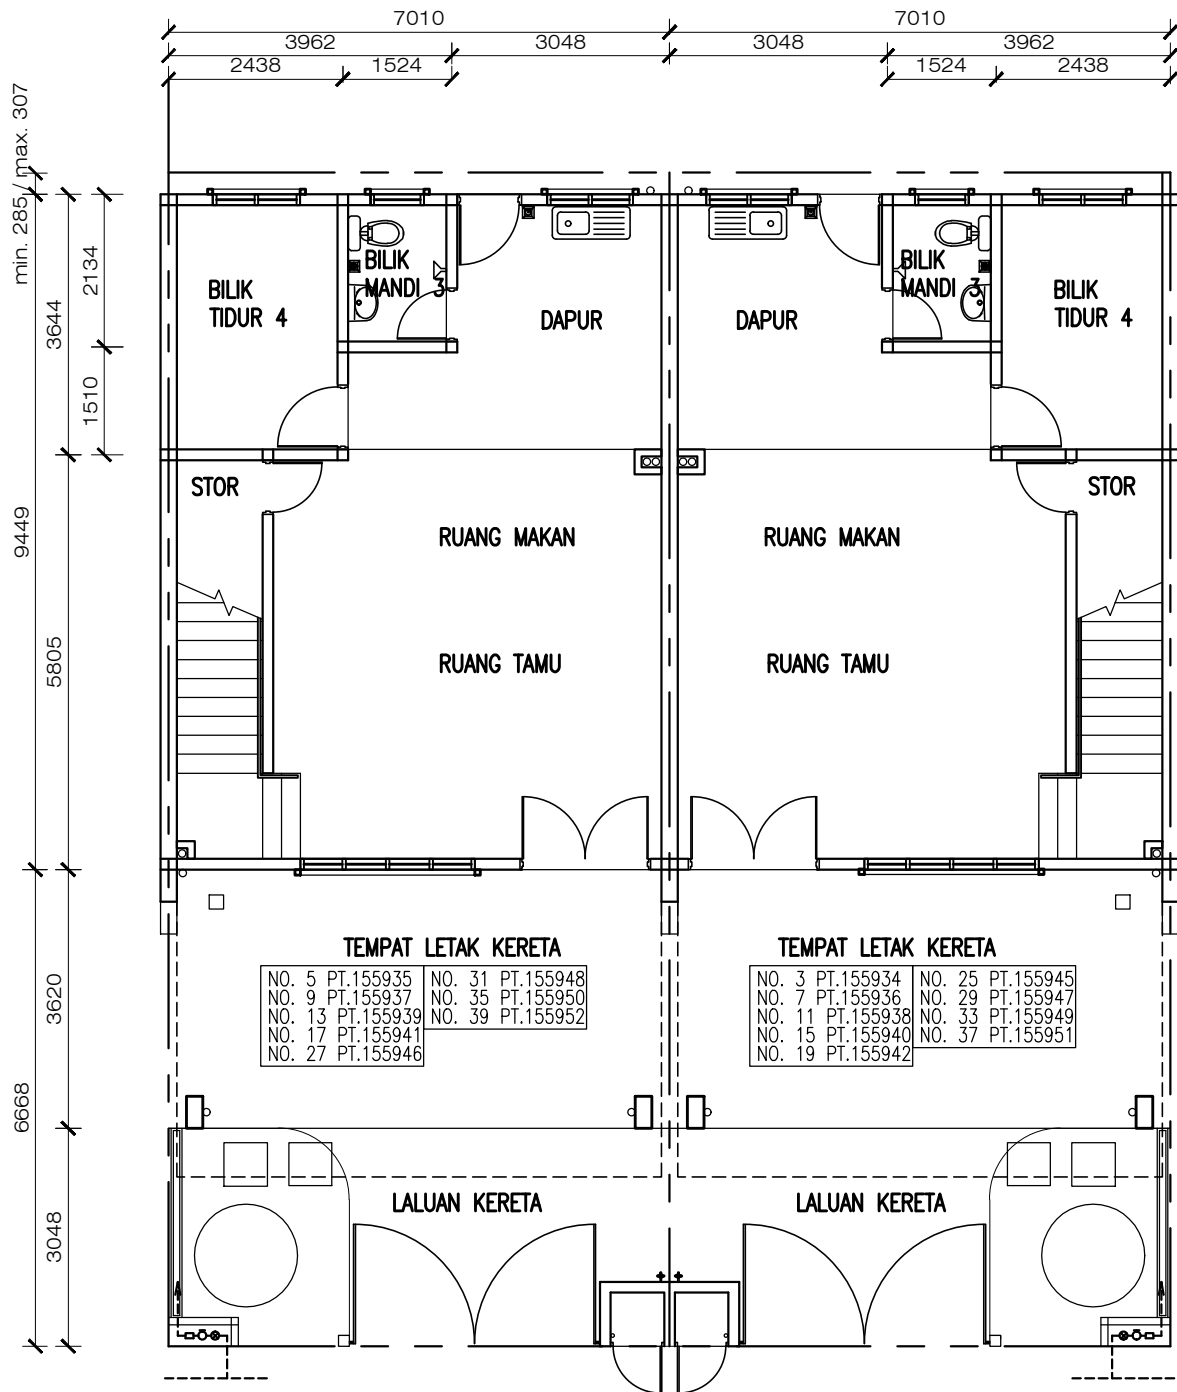 7010 7010
3962 3048 3048 3962
2438 1524 1524 2438
min. 285 / max. 307
2134
3644
1510
9449
5805
3620
6668
3048
BILIK
TIDUR 4
BILIK
MANDI 3
DAPUR
DAPUR
BILIK
MANDI 3
BILIK
TIDUR 4
STOR
STOR
RUANG MAKAN
RUANG MAKAN
RUANG TAMU
RUANG TAMU
TEMPAT LETAK KERETA
NO. 5 PT.155935
NO. 9 PT.155937
NO. 13 PT.155939
NO. 17 PT.155941
NO. 27 PT.155946
NO. 31 PT.155948
NO. 35 PT.155950
NO. 39 PT.155952
TEMPAT LETAK KERETA
NO. 3 PT.155934
NO. 7 PT.155936
NO. 11 PT.155938
NO. 15 PT.155940
NO. 19 PT.155942
NO. 25 PT.155945
NO. 29 PT.155947
NO. 33 PT.155949
NO. 37 PT.155951
LALUAN KERETA
LALUAN KERETA